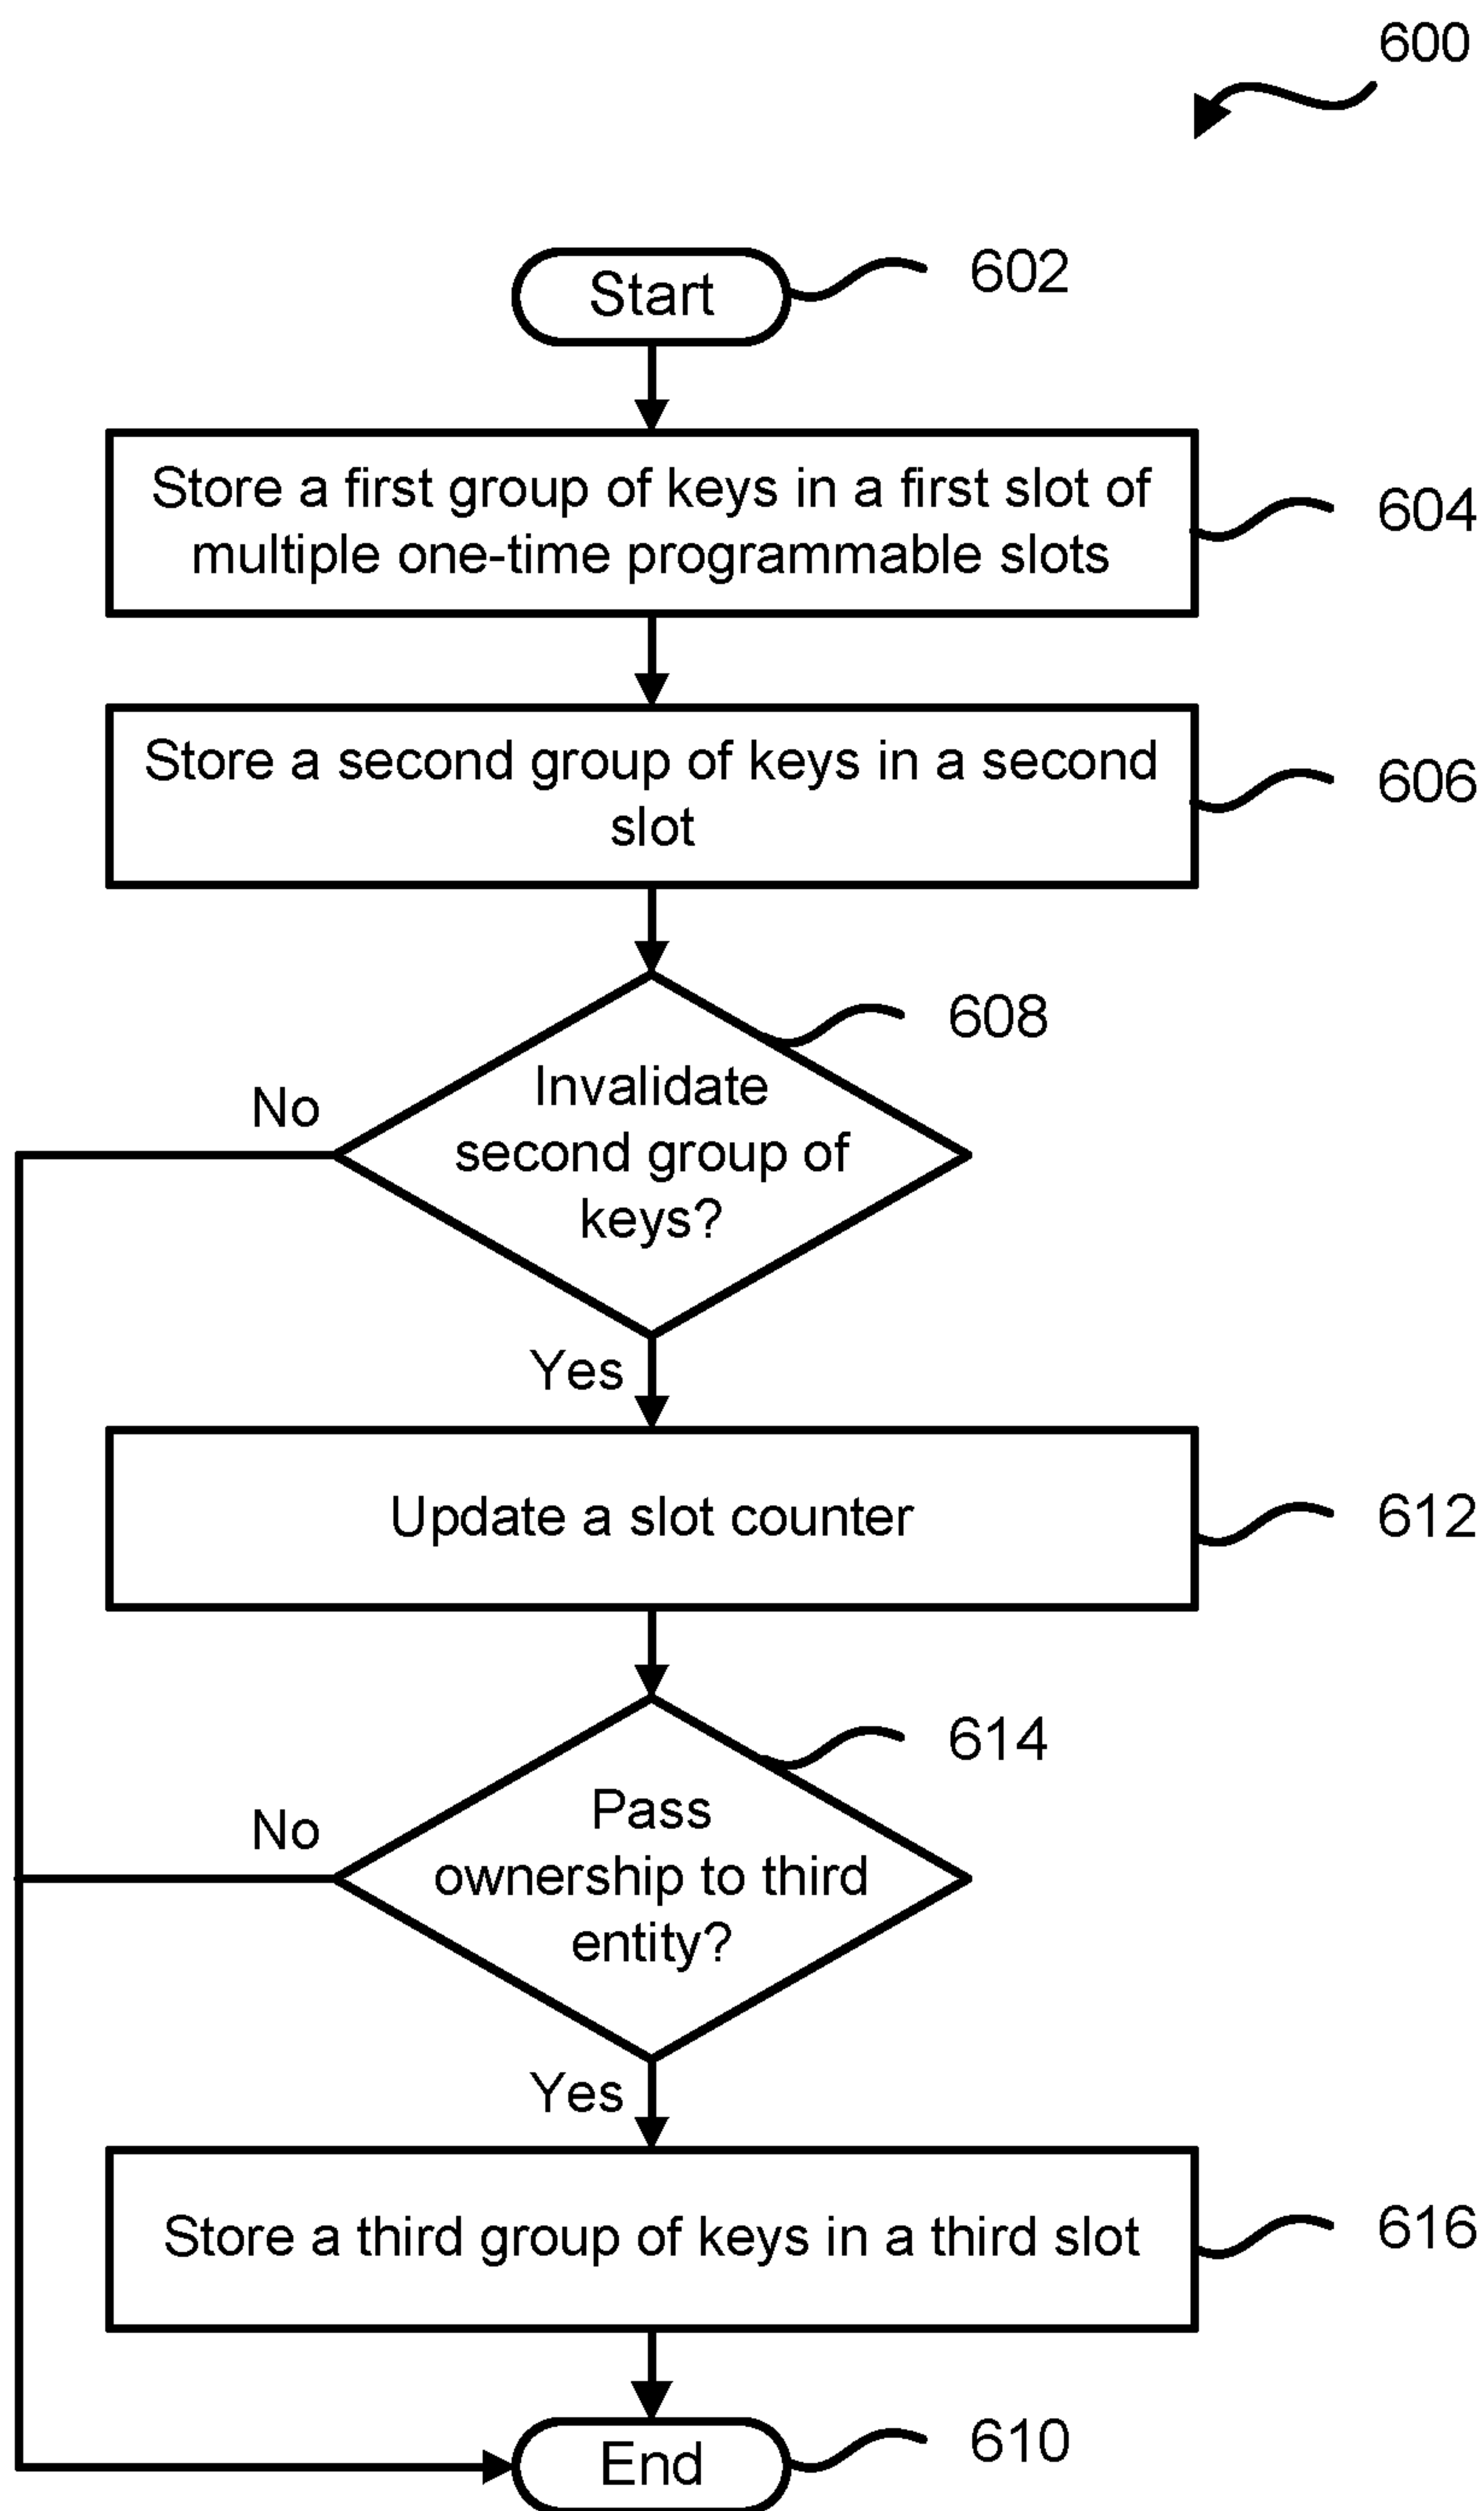 600
Start
602
Store a first group of keys in a first slot of
multiple one-time programmable slots
604
Store a second group of keys in a second
slot
606
608
Invalidate
second group of
keys?
No
Yes
Update a slot counter
612
614
Pass
ownership to third
entity?
No
Yes
Store a third group of keys in a third slot
616
End
610